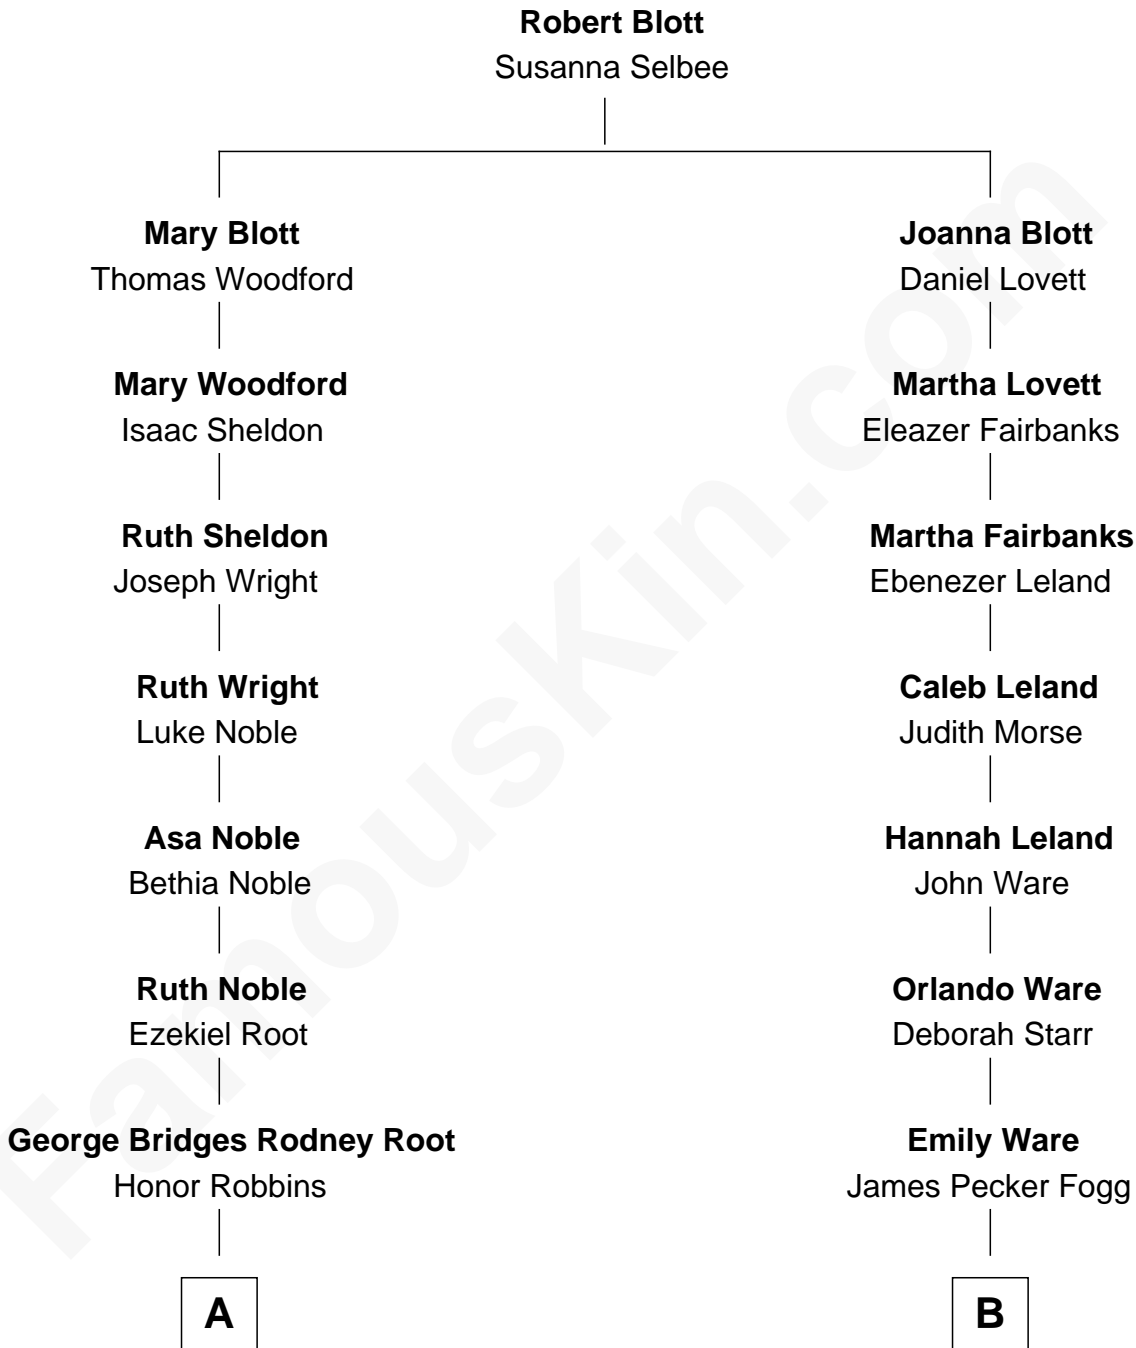 Robert Blott
Susanna Selbee
Mary Blott
Thomas Woodford
Joanna Blott
Daniel Lovett
Mary Woodford
Isaac Sheldon
Martha Lovett
Eleazer Fairbanks
Ruth Sheldon
Joseph Wright
Martha Fairbanks
Ebenezer Leland
Ruth Wright
Luke Noble
Caleb Leland
Judith Morse
Asa Noble
Bethia Noble
Hannah Leland
John Ware
Ruth Noble
Ezekiel Root
Orlando Ware
Deborah Starr
George Bridges Rodney Root
Honor Robbins
Emily Ware
James Pecker Fogg
A
B
FamousKin.com